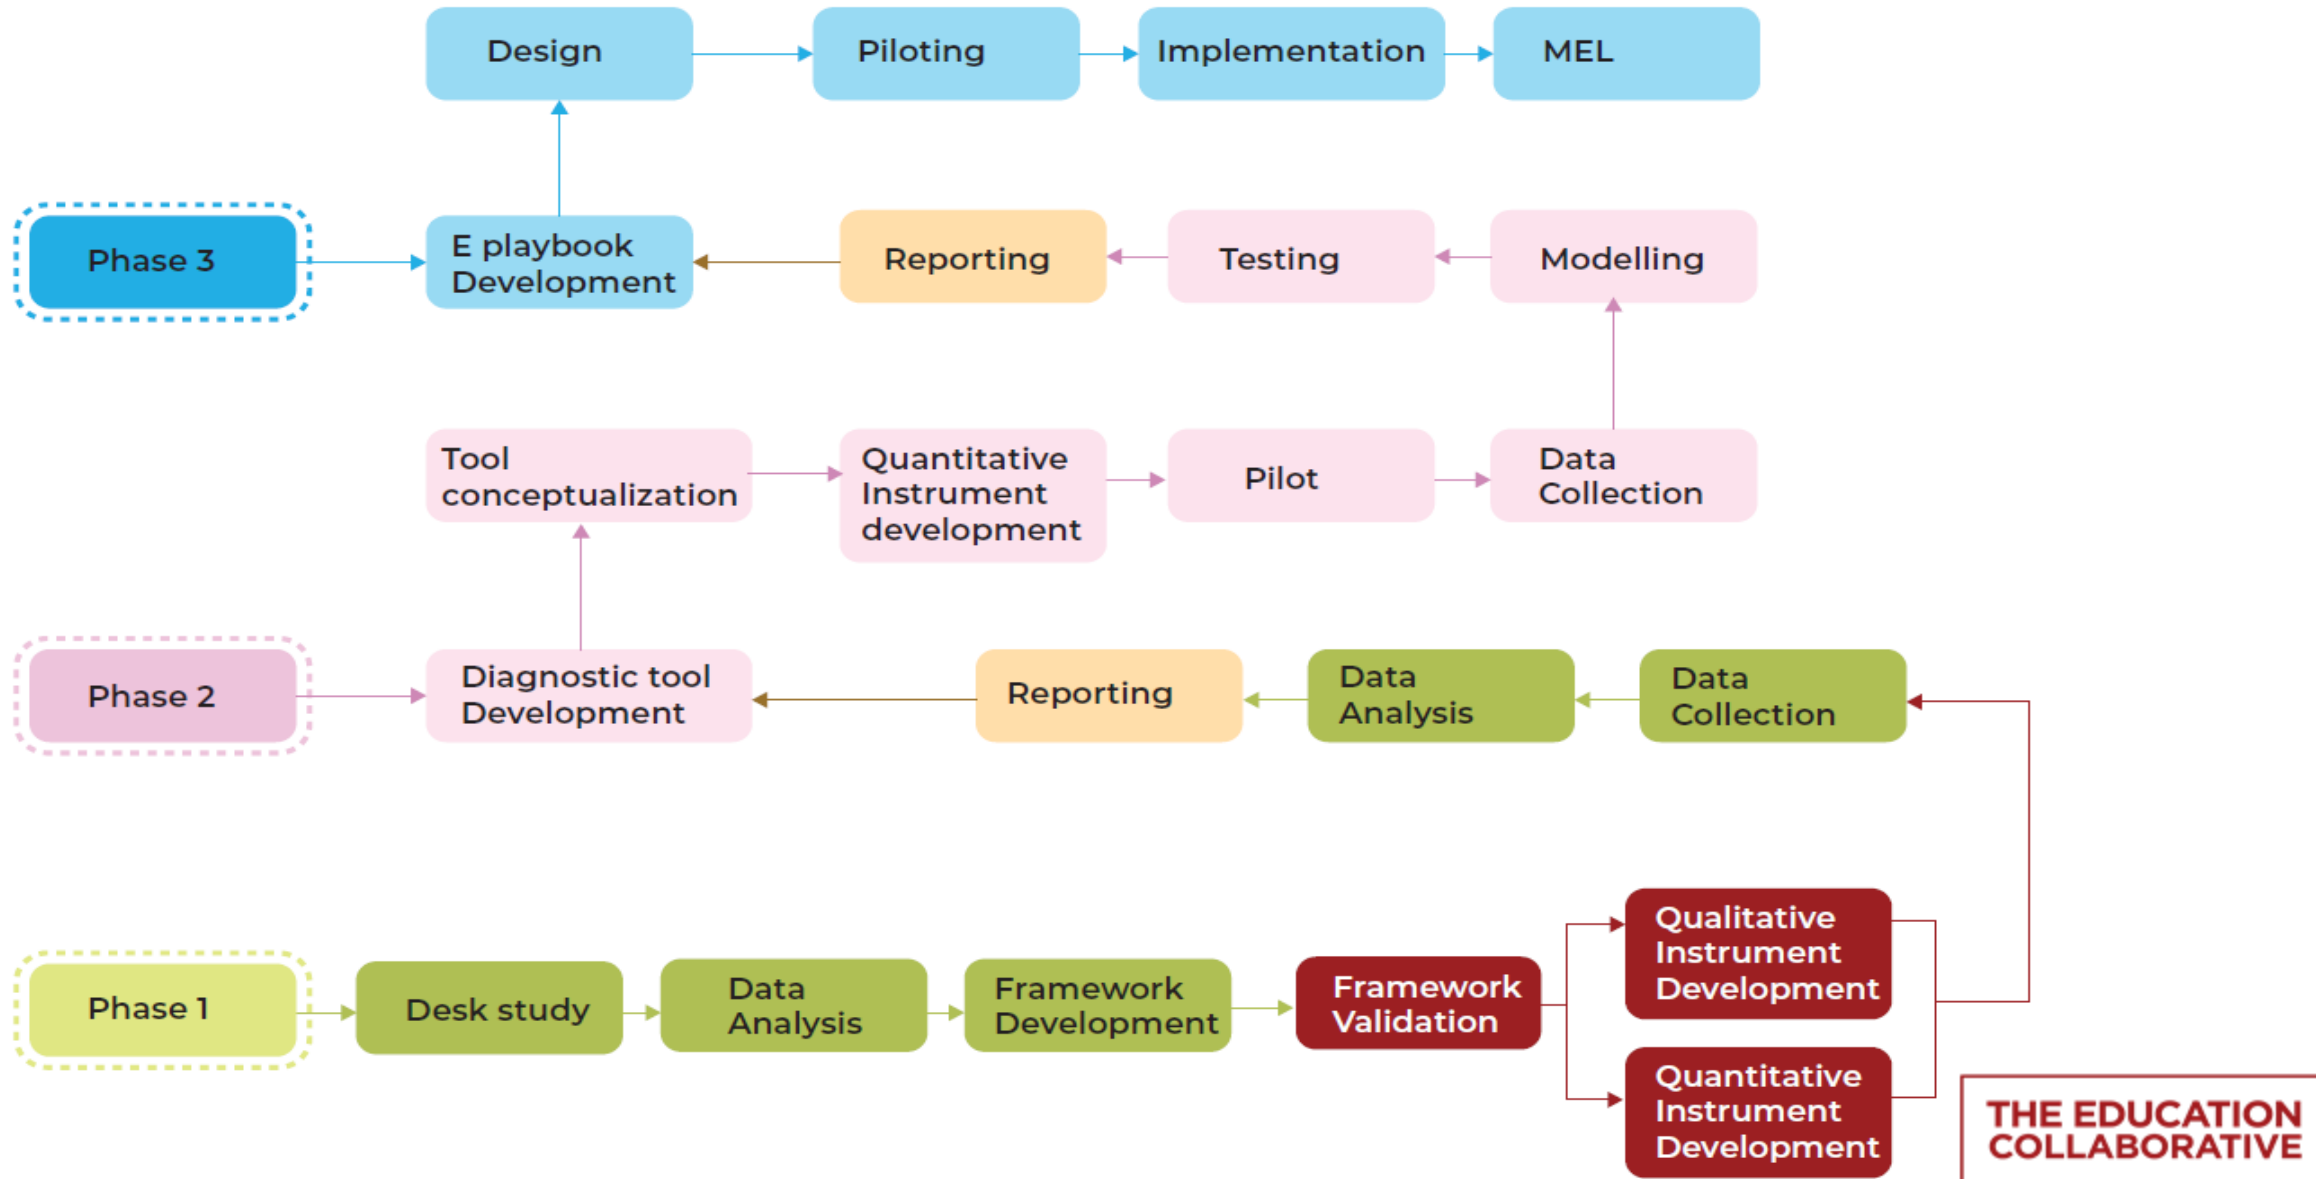 Design
Piloting
Implementation
MEL
Phase 3
E playbook
Development
Reporting
Testing
Modelling
Tool
conceptualization
Quantitative
Instrument
development
Pilot
Data
Collection
Phase 2
Diagnostic tool
Development
Reporting
Data
Analysis
Data
Collection
Phase 1
Desk study
Data
Analysis
Framework
Development
Framework
Validation
Qualitative
Instrument
Development
Quantitative
Instrument
Development
THE EDUCATION
COLLABORATIVE